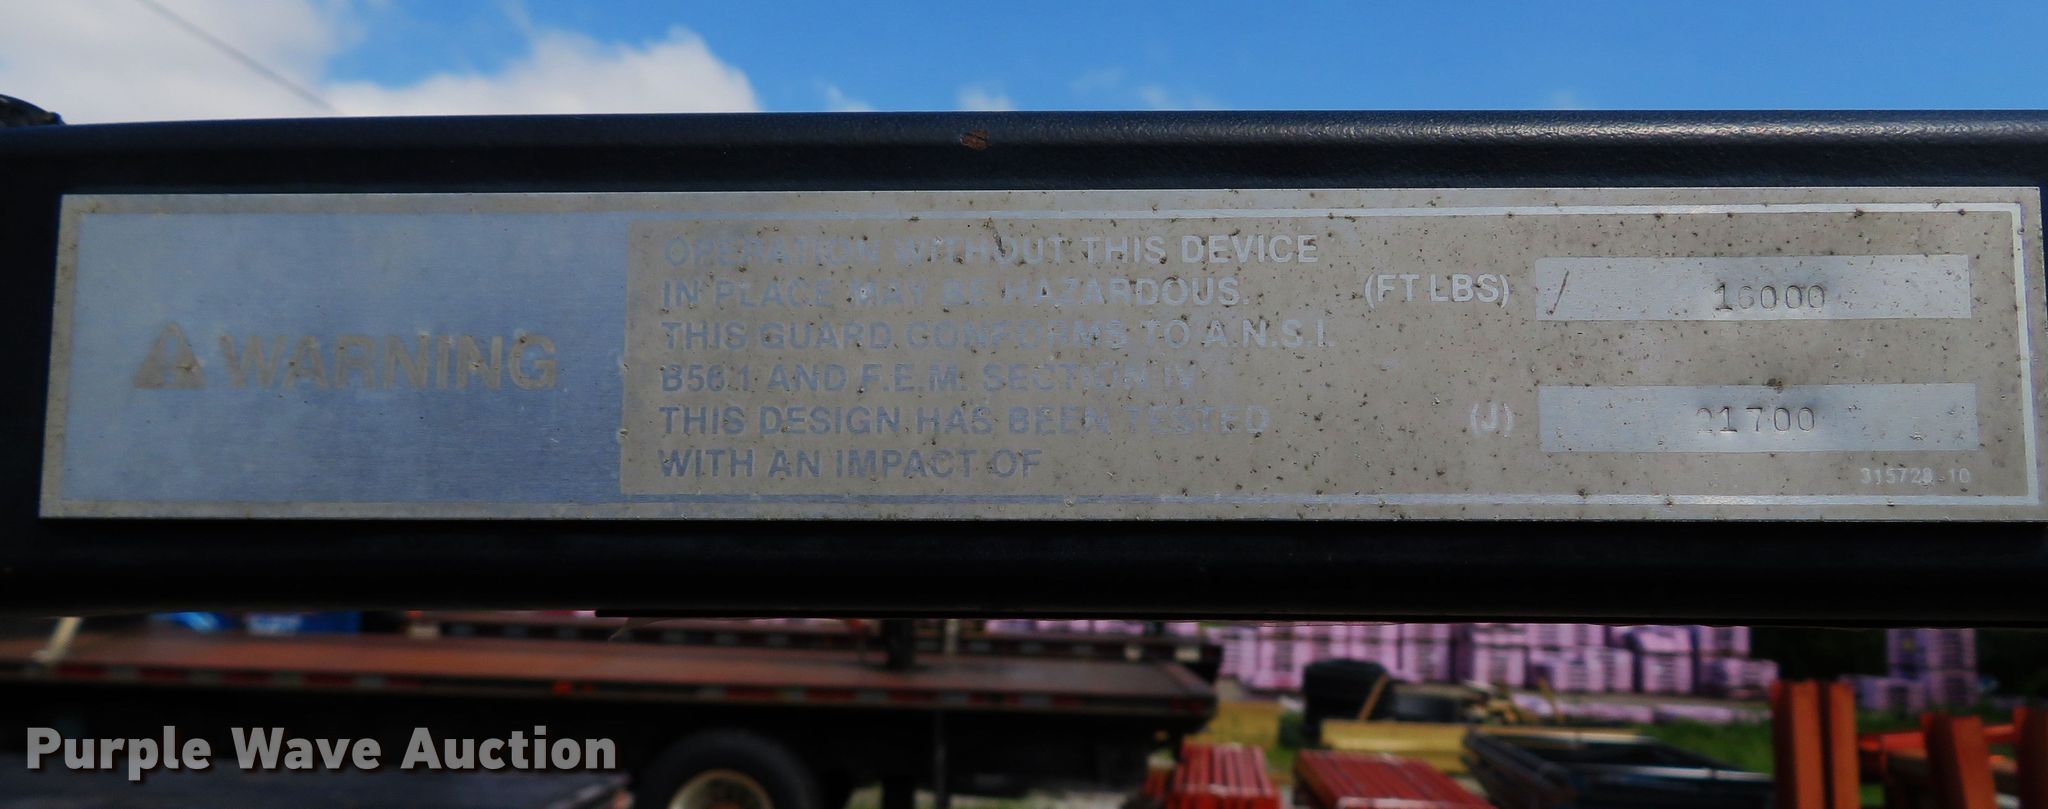 WARNING
OPERATION WITHOUT THIS DEVICE
IN PLACE MAY BE HAZARDOUS.
THIS GUARD CONFORMS TO A.N.S.I.
B56.1 AND F.E.M. SECTION IV
THIS DESIGN HAS BEEN TESTED
WITH AN IMPACT OF
(FT LBS) 16000
(J) 21700
315728-10
Purple Wave Auction